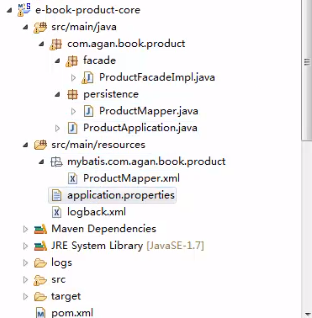 e-book-product-core
src/main/java
com.agan.book.product
facade
ProductFacadeImpl.java
persistence
ProductMapper.java
ProductApplication.java
src/main/resources
mybatis.com.agan.book.product
ProductMapper.xml
application.properties
logback.xml
Maven Dependencies
JRE System Library [JavaSE-1.7]
logs
src
target
pom.xml